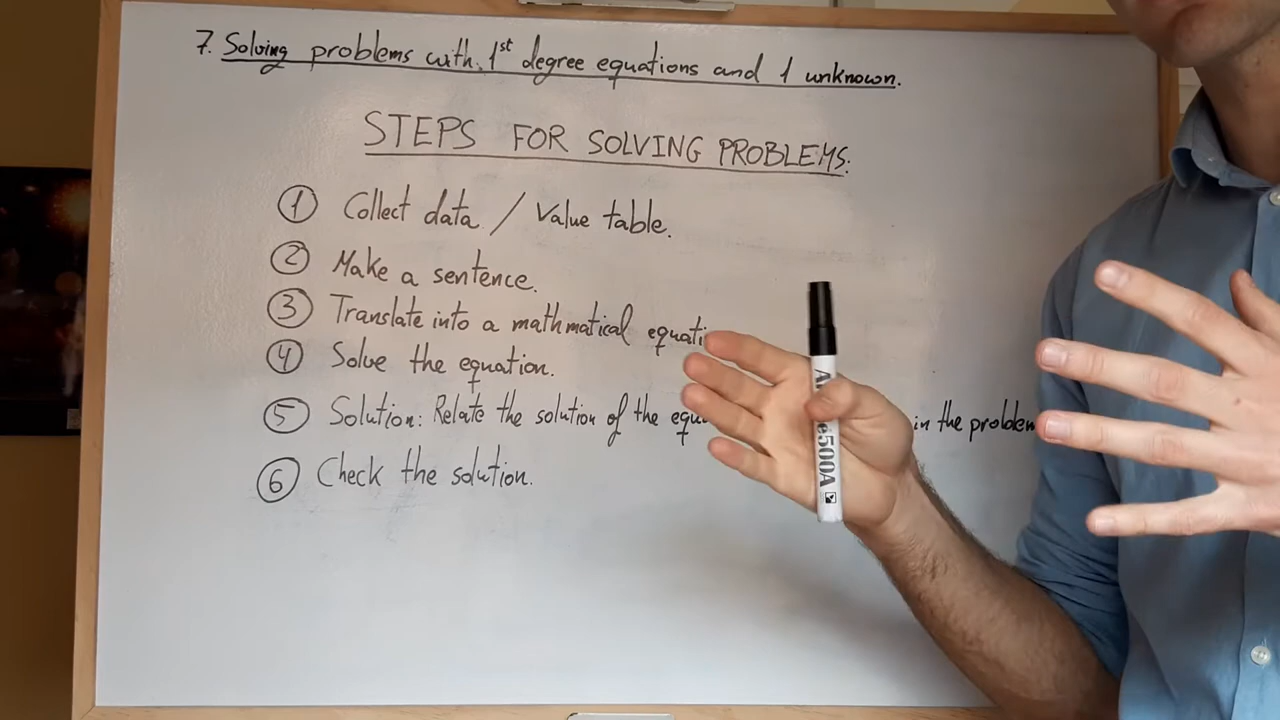 7. Solving problems with 1st degree equations and 1 unknown.
STEPS FOR SOLVING PROBLEMS:
1 Collect data / Value table.
2 Make a sentence.
3 Translate into a mathmatical equati
4 Solve the equation.
5 Solution: Relate the solution of the equ in the problem
6 Check the solution.
e500A